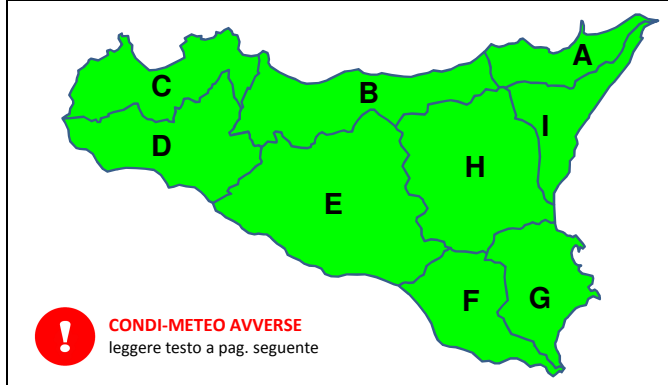 A
C
B
I
D
H
E
F
G
!
CONDI-METEO AVVERSE
leggere testo a pag. seguente